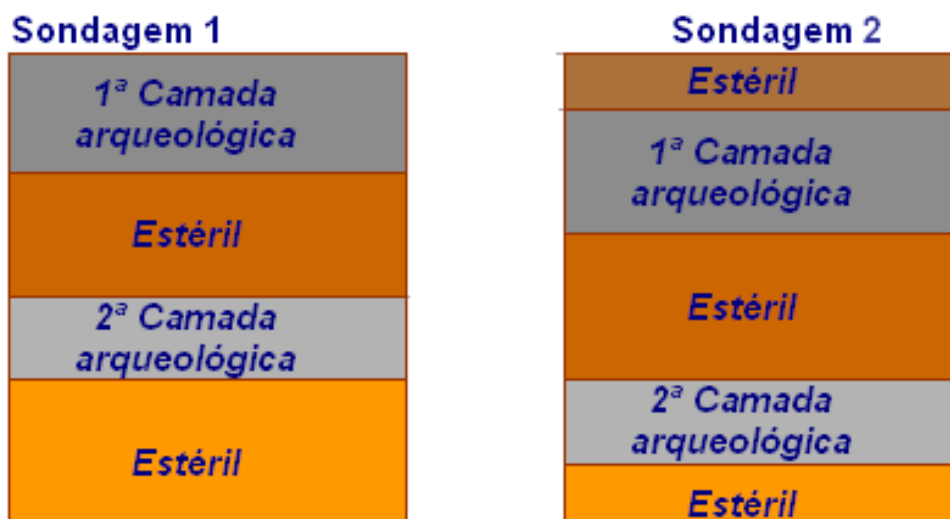 Sondagem 1
1ª Camada
arqueológica
Estéril
2ª Camada
arqueológica
Estéril
Sondagem 2
Estéril
1ª Camada
arqueológica
Estéril
2ª Camada
arqueológica
Estéril